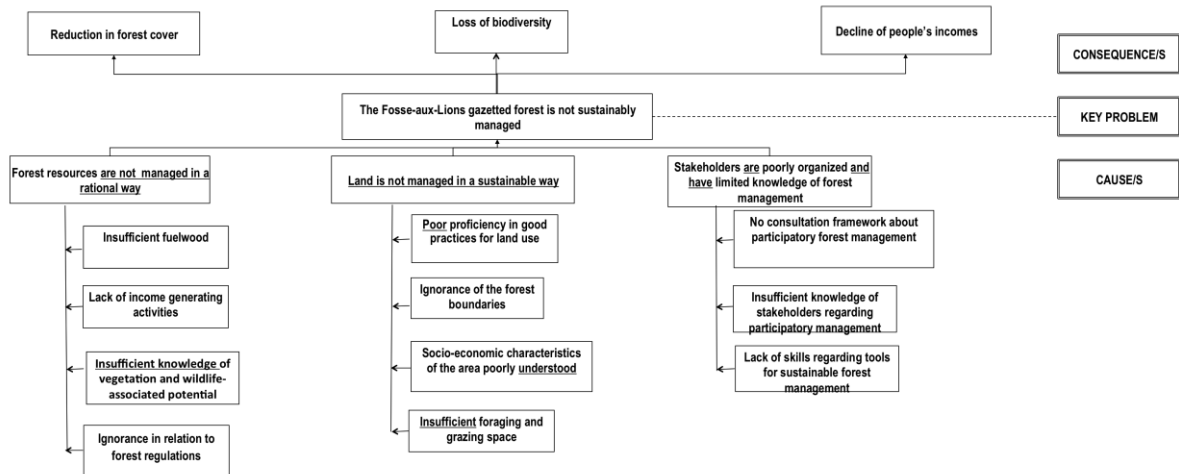 Reduction in forest cover
Loss of biodiversity
Decline of people's incomes
CONSEQUENCE/S
The Fosse-aux-Lions gazetted forest is not sustainably
managed
KEY PROBLEM
CAUSE/S
Forest resources are not managed in a
rational way
Insufficient fuelwood
Lack of income generating
activities
Insufficient knowledge of
vegetation and wildlife-
associated potential
Ignorance in relation to
forest regulations
Land is not managed in a sustainable way
Poor proficiency in good
practices for land use
Ignorance of the forest
boundaries
Socio-economic characteristics
of the area poorly understood
Insufficient foraging and
grazing space
Stakeholders are poorly organized and
have limited knowledge of forest
management
No consultation framework about
participatory forest management
Insufficient knowledge of
stakeholders regarding
participatory management
Lack of skills regarding tools
for sustainable forest
management